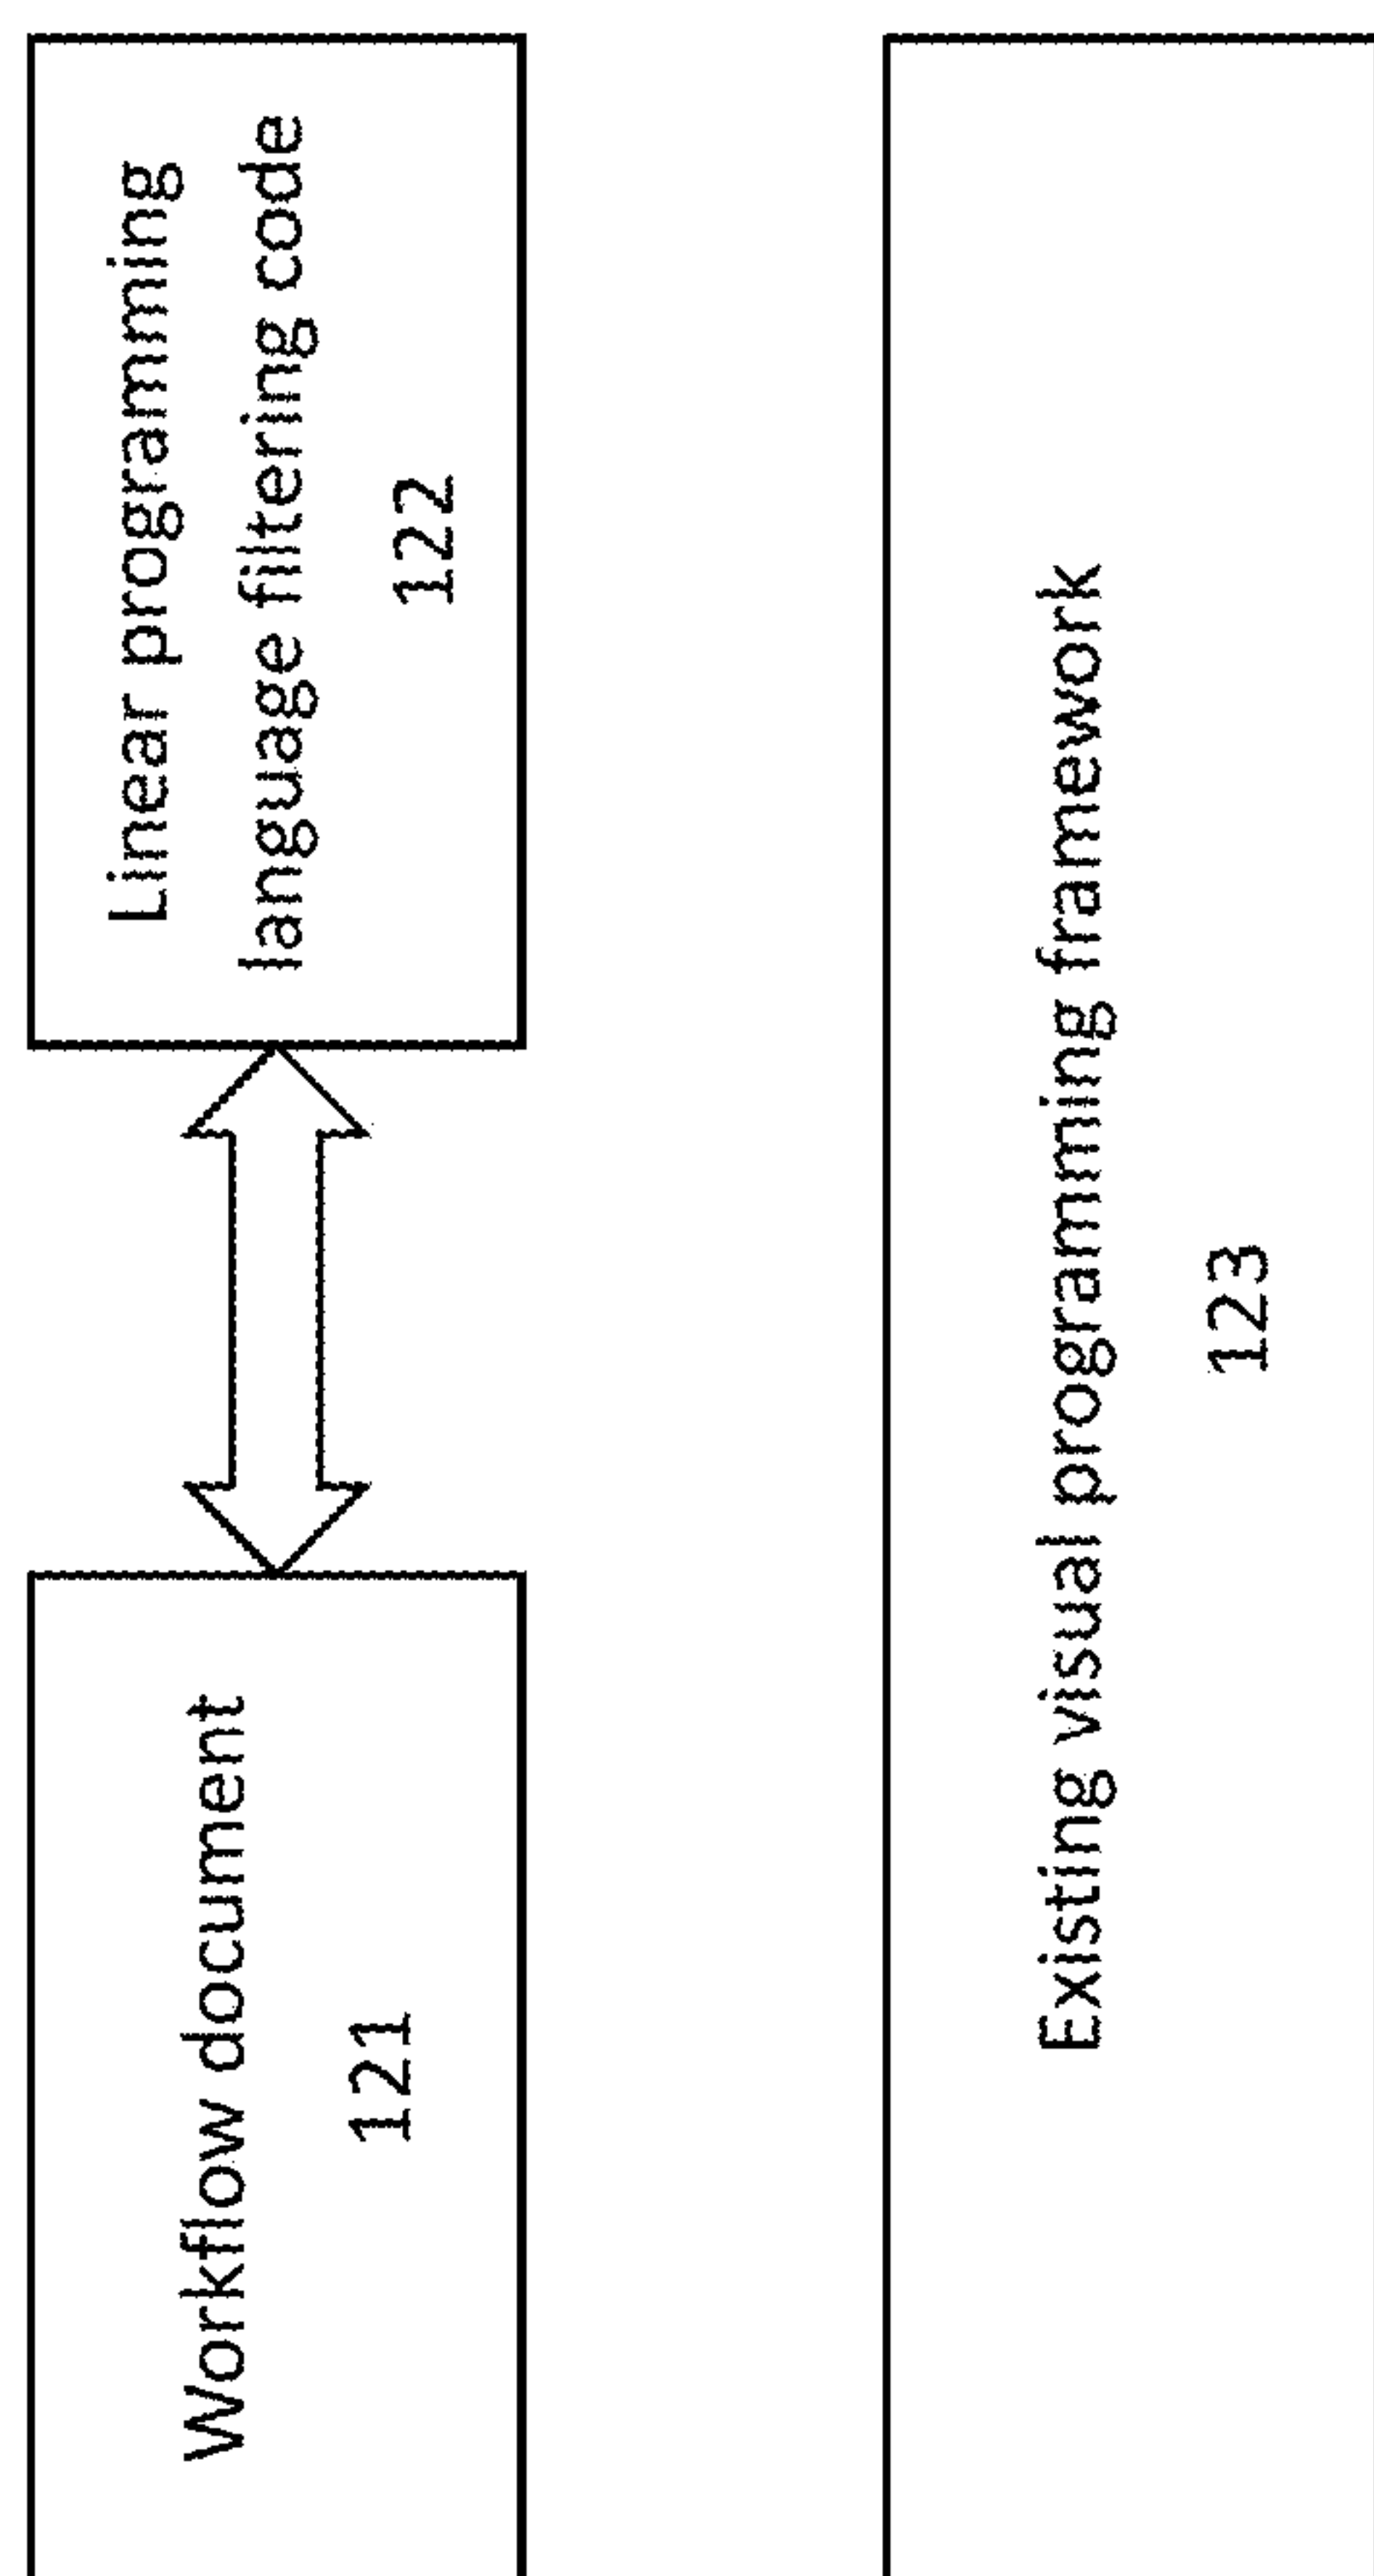 Workflow document
121
Linear programming
language filtering code
122
Existing visual programming framework
123